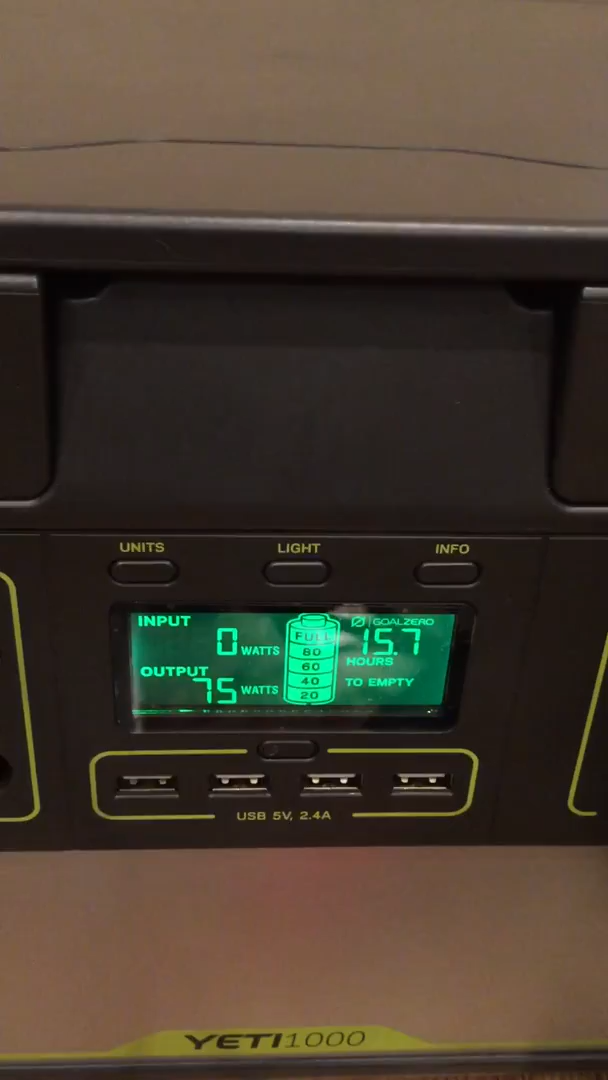 UNITS LIGHT INFO
INPUT
0 WATTS
OUTPUT
75 WATTS
FULL
80
60
40
20
GOALZERO
15.7
HOURS
TO EMPTY
USB 5V, 2.4A
YETI1000